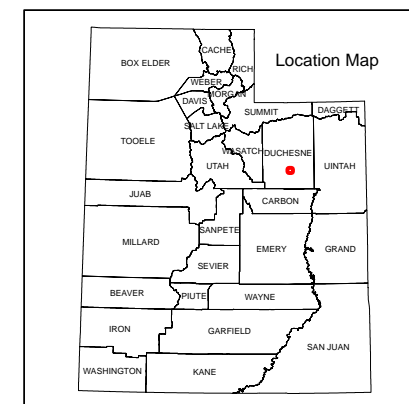 CACHE
BOX ELDER
RICH
Location Map
WEBER
MORGAN
DAVIS
SUMMIT
DAGGETT
SALT LAKE
TOOELE
WASATCH
DUCHESNE
UTAH
UINTAH
JUAB
CARBON
SANPETE
MILLARD
EMERY
GRAND
SEVIER
BEAVER
PIUTE
WAYNE
IRON
GARFIELD
SAN JUAN
WASHINGTON
KANE